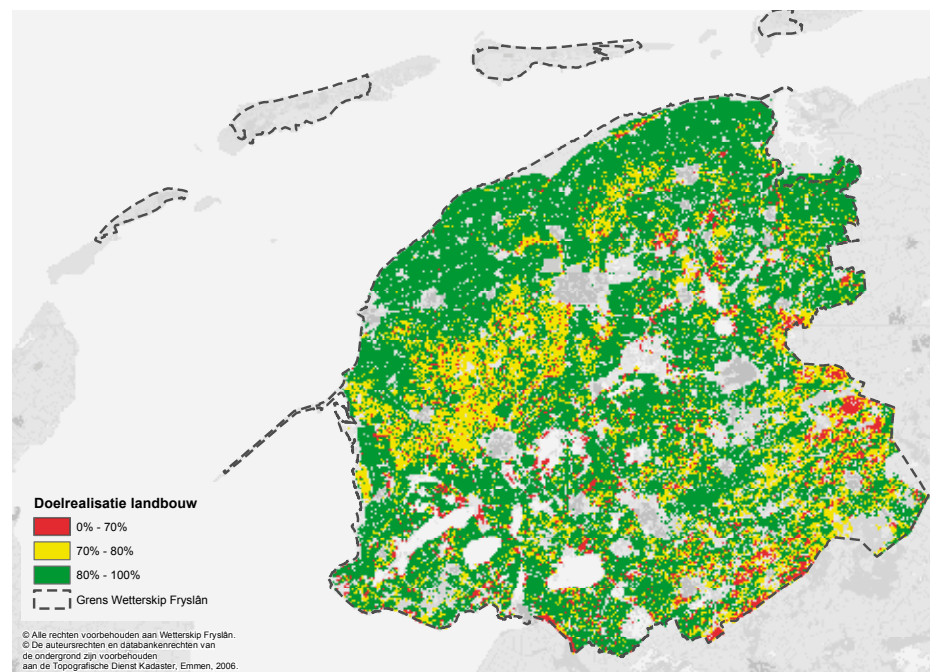 Doelrealisatie landbouw
0% - 70%
70% - 80%
80% - 100%
Grens Wetterskip Fryslân
© Alle rechten voorbehouden aan Wetterskip Fryslân.
© De auteursrechten en databankenrechten van
de ondergrond zijn voorbehouden
aan de Topografische Dienst Kadaster, Emmen, 2006.